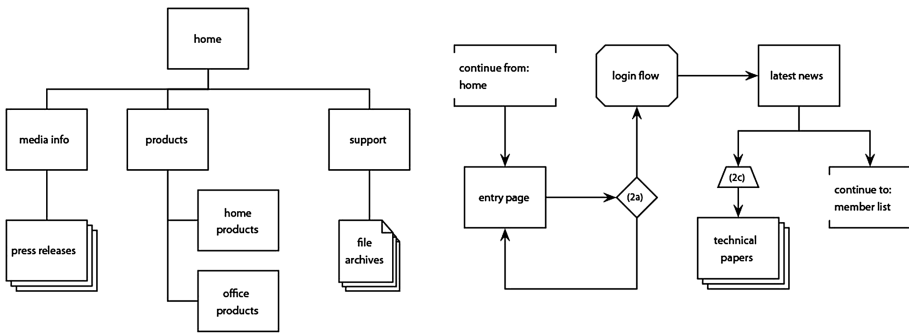 home
media info
products
support
press releases
home
products
office
products
file
archives
continue from:
home
login flow
latest news
entry page
(2a)
(2c)
technical
papers
continue to:
member list